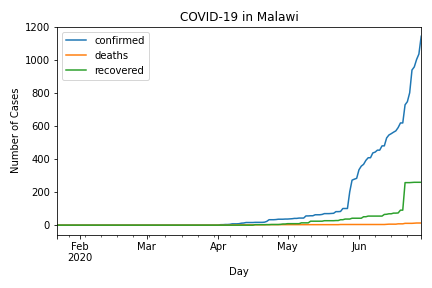 COVID-19 in Malawi
confirmed
deaths
recovered
Number of Cases
1200
1000
800
600
400
200
0
Feb
2020
Mar
Apr
May
Jun
Day